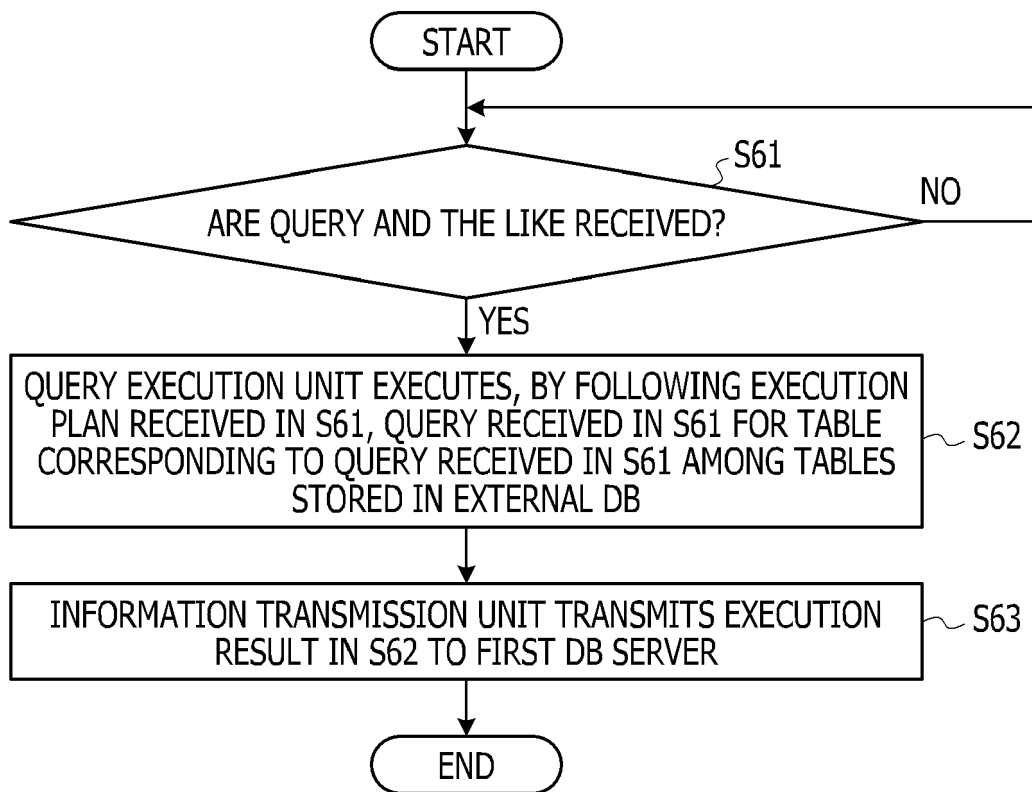 START
S61
NO
ARE QUERY AND THE LIKE RECEIVED?
YES
QUERY EXECUTION UNIT EXECUTES, BY FOLLOWING EXECUTION
PLAN RECEIVED IN S61, QUERY RECEIVED IN S61 FOR TABLE
CORRESPONDING TO QUERY RECEIVED IN S61 AMONG TABLES
STORED IN EXTERNAL DB
S62
INFORMATION TRANSMISSION UNIT TRANSMITS EXECUTION
RESULT IN S62 TO FIRST DB SERVER
S63
END